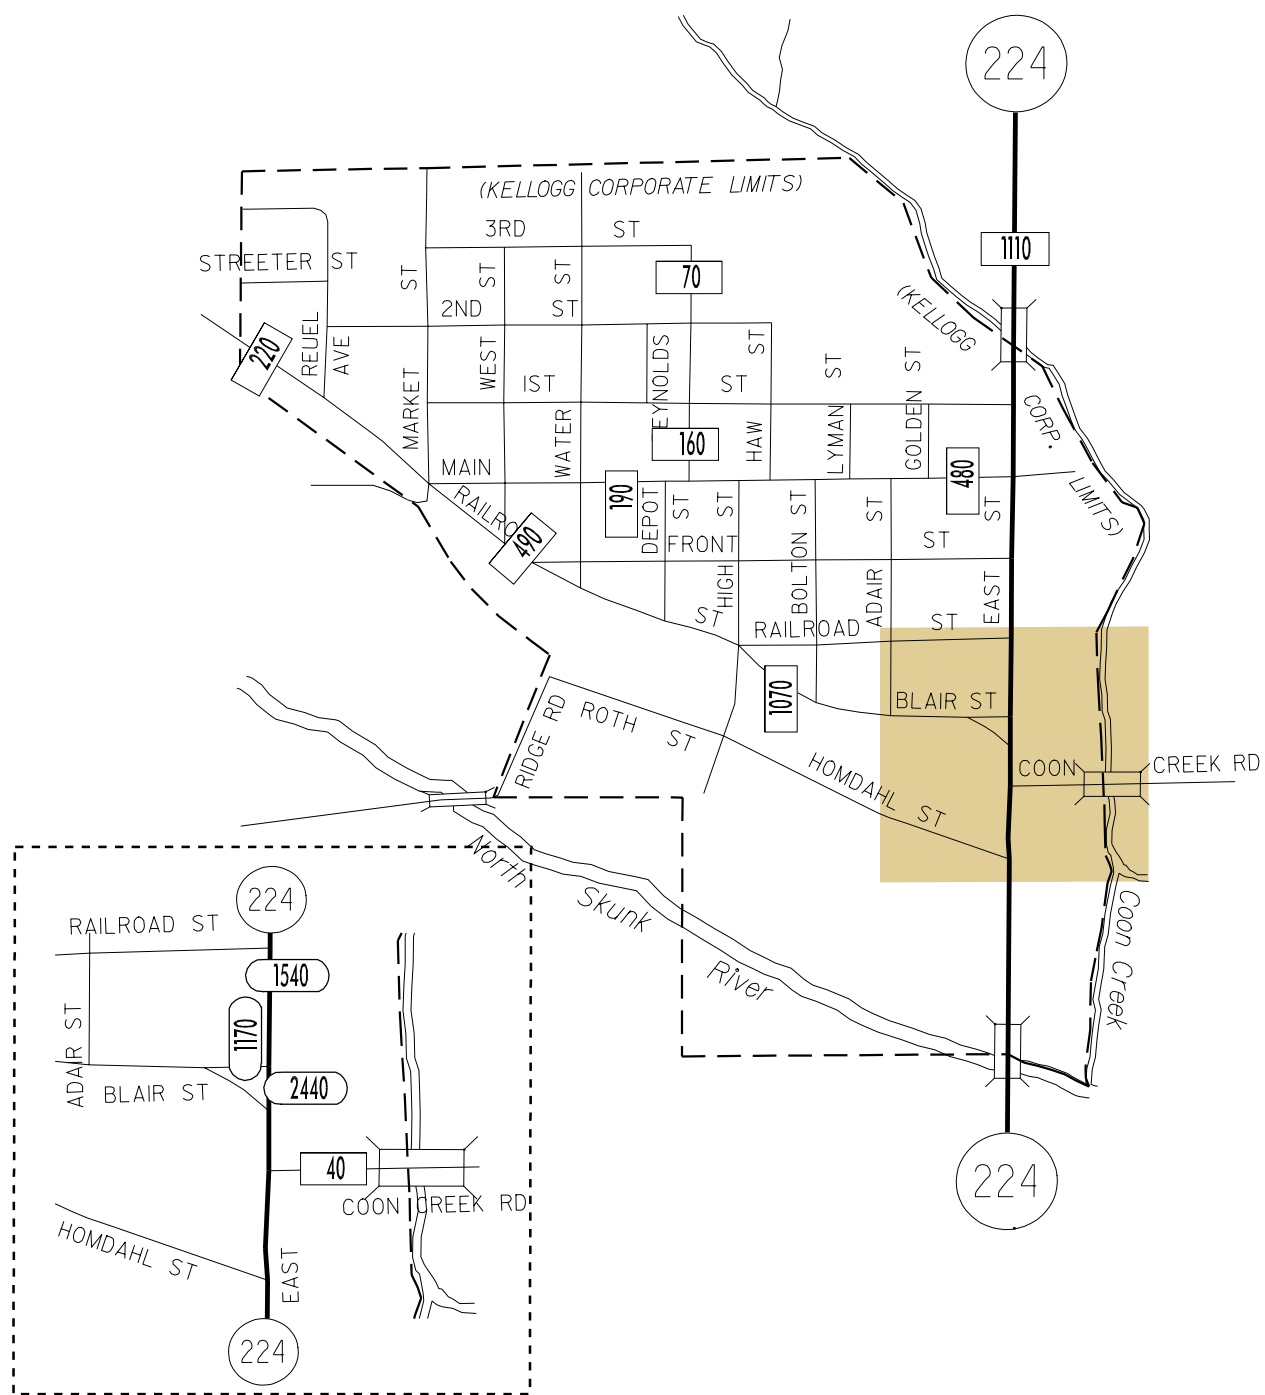 224
(KELLOGG CORPORATE LIMITS)
3RD ST
1110
STREETER ST
ST
ST
ST
70
2ND ST
(KELLOGG
CORP.
LIMITS)
220
REUEL
AVE
MARKET
WEST
WATER
1ST ST
EYNOLDS
HAW
ST
LYMAN
ST
GOLDEN ST
160
MAIN
190
480
RAILRO
490
DEPOT
ST
FRONT ST
HIGH
ST
BOLTON ST
ADAIR
ST
EAST
ST
ST
RAILROAD ST
1070
BLAIR ST
RIDGE RD
ROTH ST
HOMDAHL ST
COON CREEK RD
North Skunk River
Coon Creek
224
224
RAILROAD ST
1540
1170
ADAIR ST
2440
BLAIR ST
40
COON CREEK RD
HOMDAHL ST
EAST
224